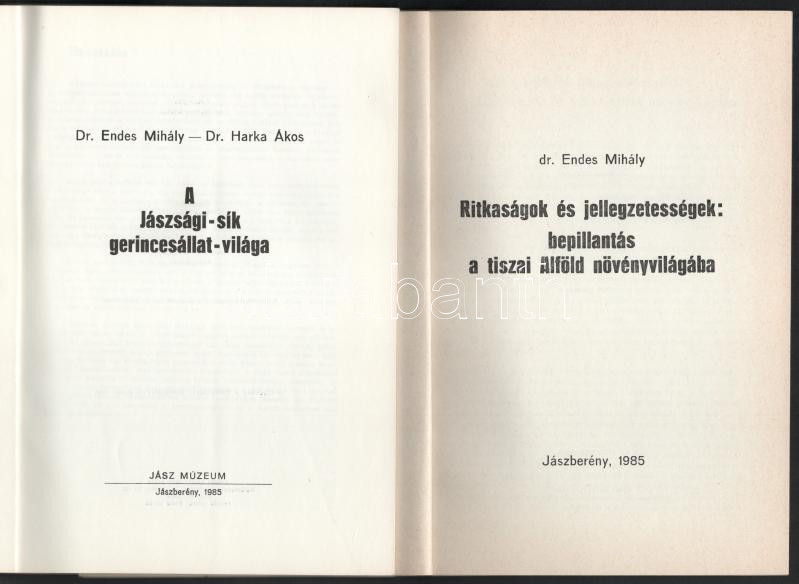 Dr. Endes Mihály — Dr. Harka Ákos
A
Jászsági-sík
gerincesállat-világa
JÁSZ MÚZEUM
Jászberény, 1985
dr. Endes Mihály
Ritkaságok és jellegzetességek:
bepillantás
a tiszai Alföld növényvilágába
Jászberény, 1985
abanth